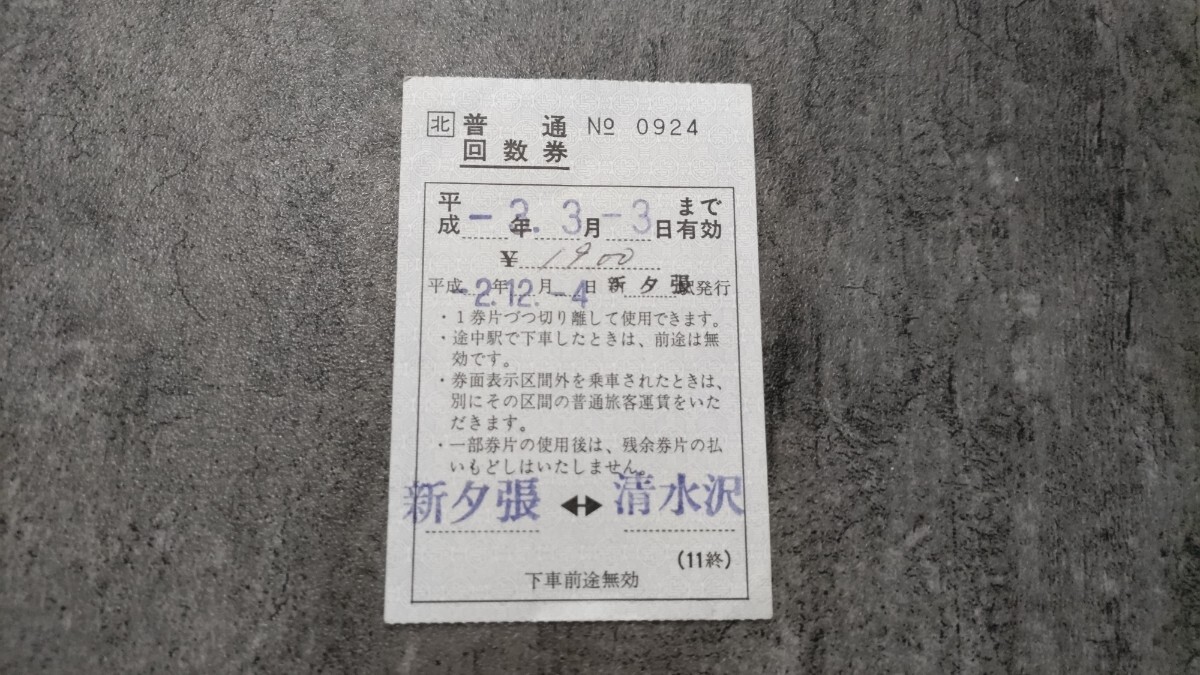 北 普通 № 0924
回数券
平成 -3.年 3月 -3日 まで有効
¥ 1900
平成 -2.年 12.月 -4日 新夕張駅発行
・1券片づつ切り離して使用できます。
・途中駅で下車したときは、前途は無
効です。
・券面表示区間外を乗車されたときは、
別にその区間の普通旅客運賃をいた
だきます。
・一部券片の使用後は、残余券片の払
いもどしはいたしません。
新夕張 ◀▶ 清水沢
(11終)
下車前途無効